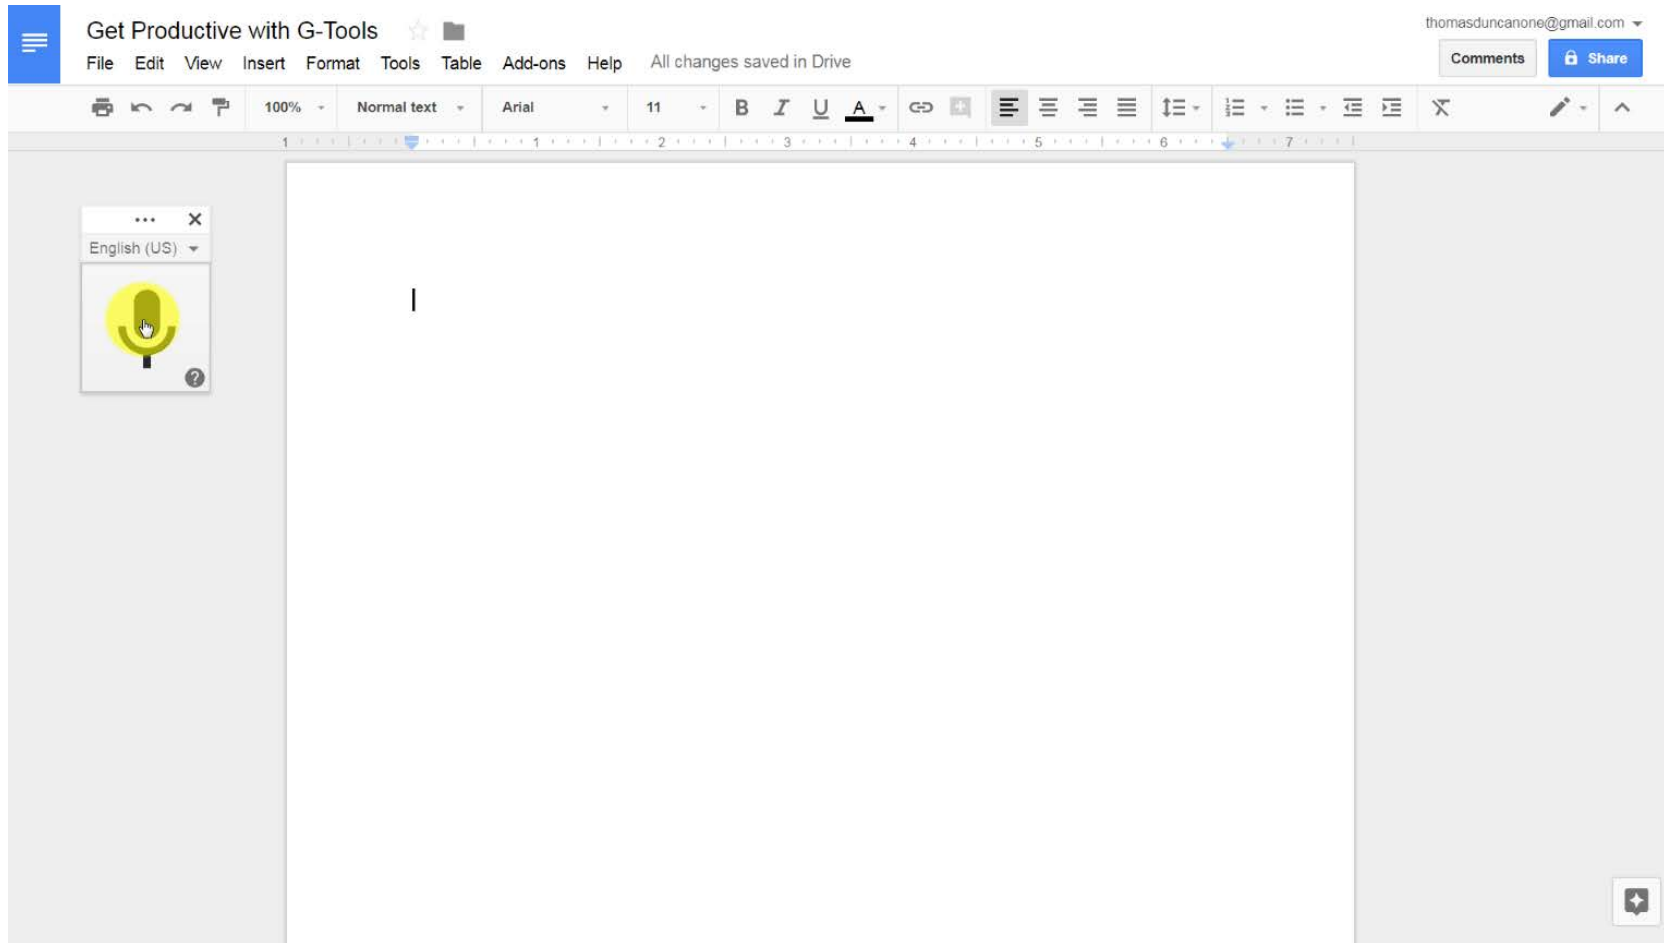 Get Productive with G-Tools
thomasduncanone@gmail.com
File Edit View Insert Format Tools Table Add-ons Help All changes saved in Drive
Comments Share
100% Normal text Arial 11 B I U A
1 1 2 3 4 5 6 7
English (US)
?